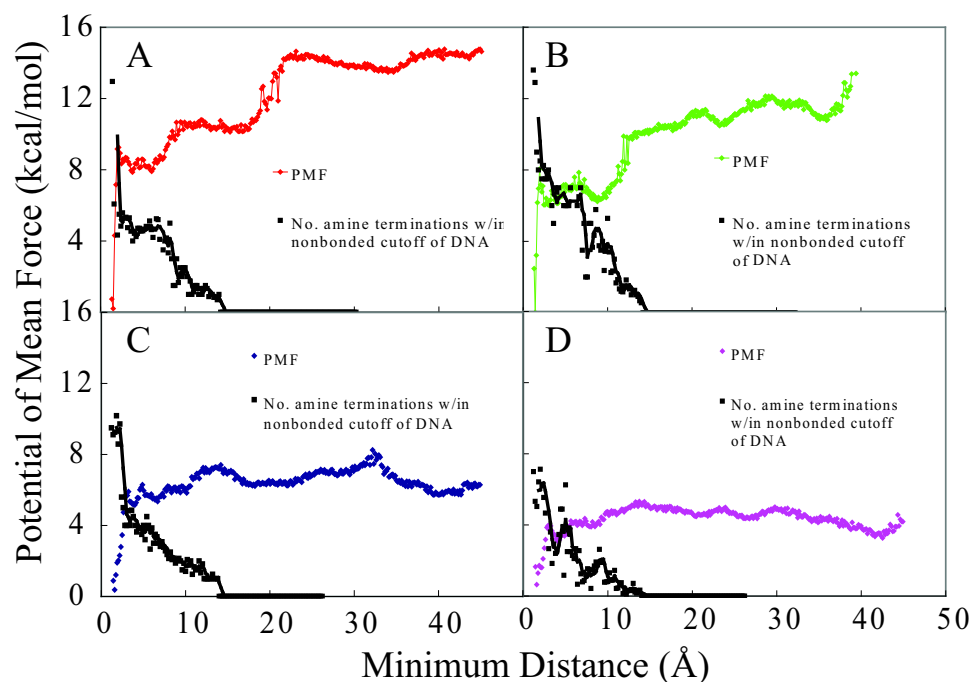 Potential of Mean Force (kcal/mol)
16
12
8
4
16
12
8
4
0
A
PMF
No. amine terminations w/in
nonbonded cutoff of DNA
B
PMF
No. amine terminations
w/in nonbonded cutoff
of DNA
C
PMF
No. amine terminations w/in
nonbonded cutoff of DNA
D
PMF
No. amine terminations
w/in nonbonded cutoff
of DNA
0 10 20 30 40 0 10 20 30 40 50
Minimum Distance (Å)